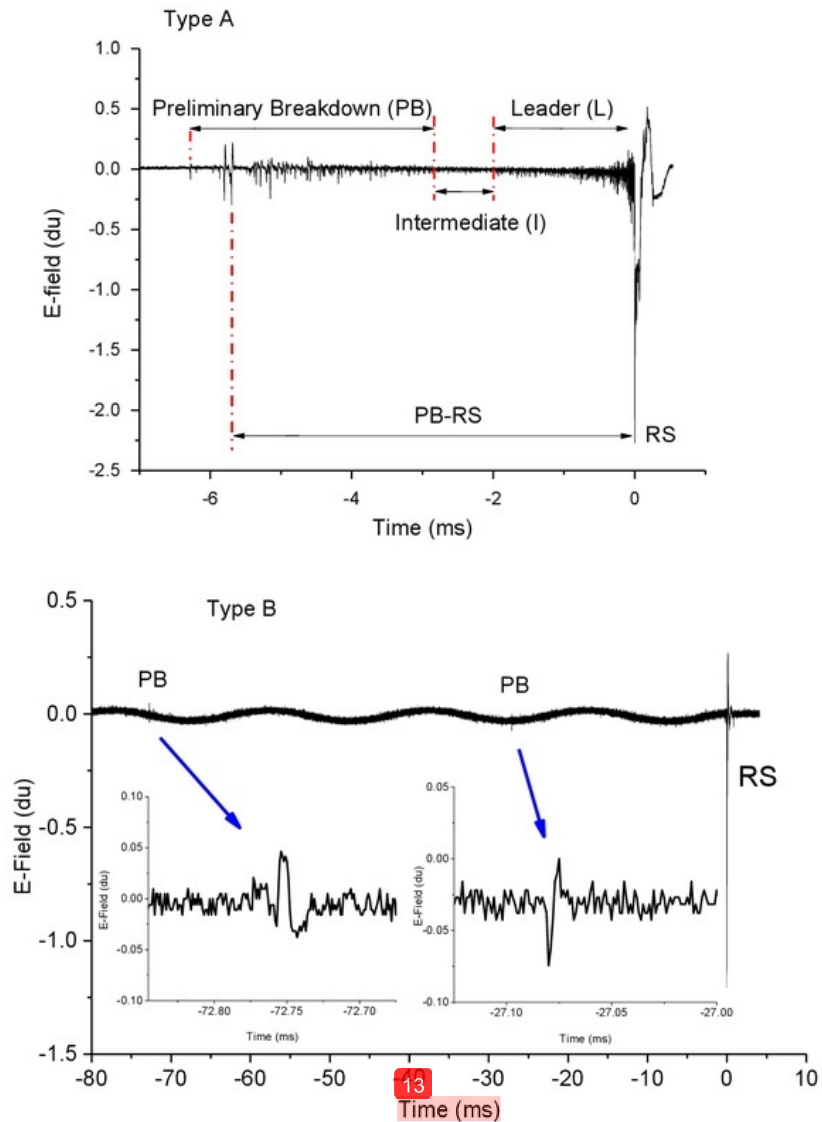 Type A
1.0
0.5
0.0
-0.5
-1.0
-1.5
-2.0
-2.5
E-field (du)
Preliminary Breakdown (PB)
Leader (L)
Intermediate (I)
PB-RS
RS
-6
-4
-2
0
Time (ms)
Type B
0.5
0.0
-0.5
-1.0
-1.5
E-Field (du)
PB
PB
RS
0.10
0.05
0.00
-0.05
-0.10
E-Field (du)
-72.80
-72.75
-72.70
Time (ms)
0.05
0.00
-0.05
-0.10
E-Field (du)
-27.10
-27.05
-27.00
Time (ms)
-80
-70
-60
-50
-40
-30
-20
-10
0
10
13
Time (ms)